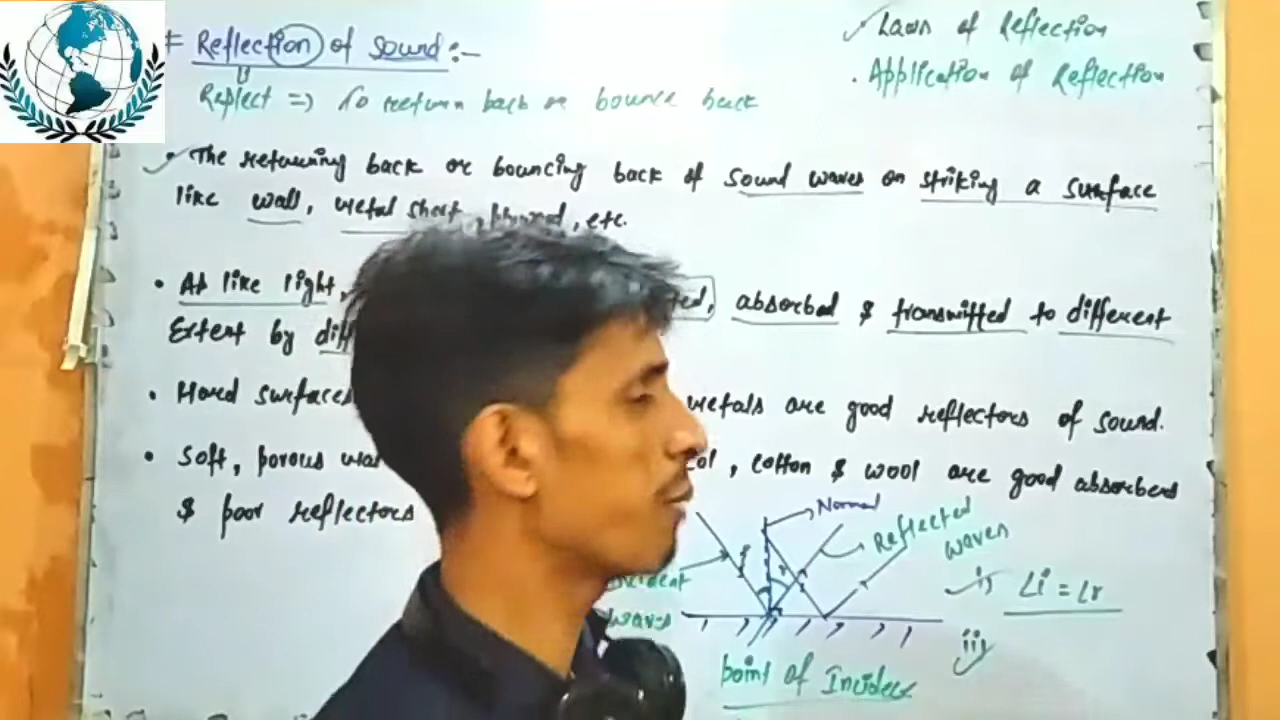 Reflection of Sound :-
Reflect => To return back or bounce back
Laws of Reflection
Application of Reflection
The returning back or bouncing back of sound waves on striking a surface
like wall, metal sheet, etc.
light, absorbed & transmitted to different
Extent by
Hard surfaces metals are good reflectors of sound.
Soft, porous , cotton & wool are good absorbers
& poor reflectors
Normal
Reflected
waves
waves
i) ∠i = ∠r
ii)
point of